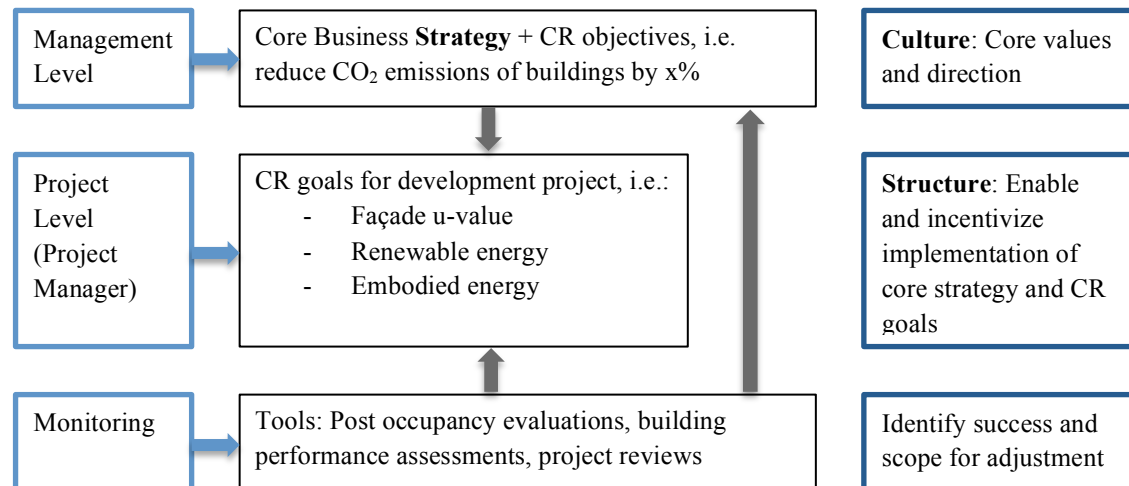 Management
Level
Core Business Strategy + CR objectives, i.e.
reduce CO₂ emissions of buildings by x%
Culture: Core values
and direction
Project
Level
(Project
Manager)
CR goals for development project, i.e.:
- Façade u-value
- Renewable energy
- Embodied energy
Structure: Enable
and incentivize
implementation of
core strategy and CR
goals
Monitoring
Tools: Post occupancy evaluations, building
performance assessments, project reviews
Identify success and
scope for adjustment